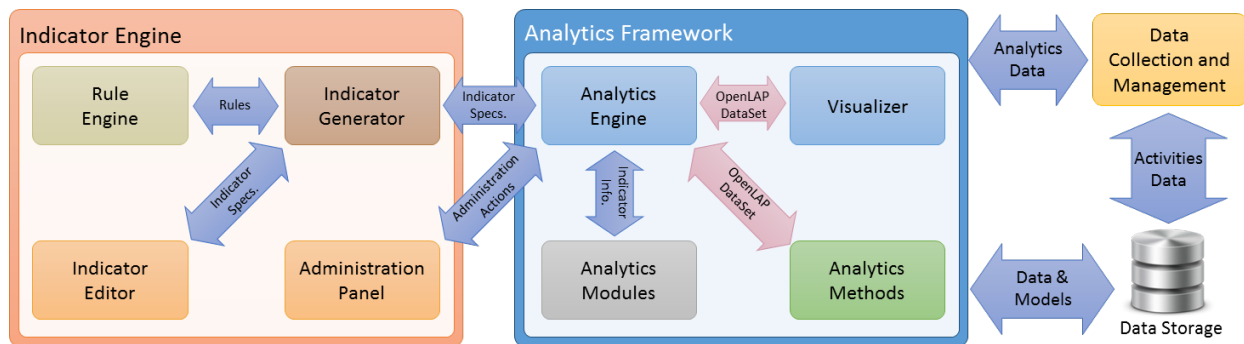 Indicator Engine
Rule
Engine
Rules
Indicator
Generator
Indicator
Specs.
Indicator
Editor
Administration
Panel
Indicator
Specs.
Administration
Actions
Analytics Framework
Analytics
Engine
OpenLAP
DataSet
Visualizer
Indicator
Info.
OpenLAP
DataSet
Analytics
Modules
Analytics
Methods
Analytics
Data
Data
Collection and
Management
Activities
Data
Data &
Models
Data Storage